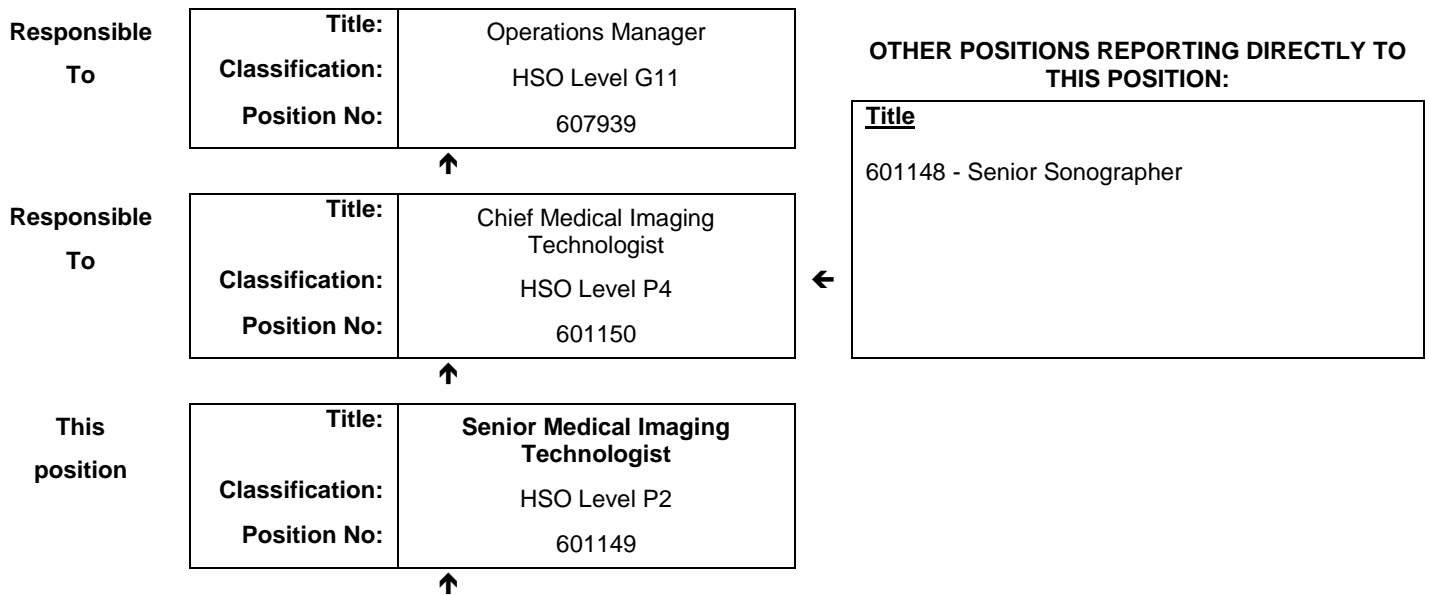 Responsible
To
Title:
Operations Manager
Classification:
HSO Level G11
Position No:
607939
OTHER POSITIONS REPORTING DIRECTLY TO
THIS POSITION:
Title
601148 - Senior Sonographer
Responsible
To
Title:
Chief Medical Imaging
Technologist
Classification:
HSO Level P4
Position No:
601150
This
position
Title:
Senior Medical Imaging
Technologist
Classification:
HSO Level P2
Position No:
601149